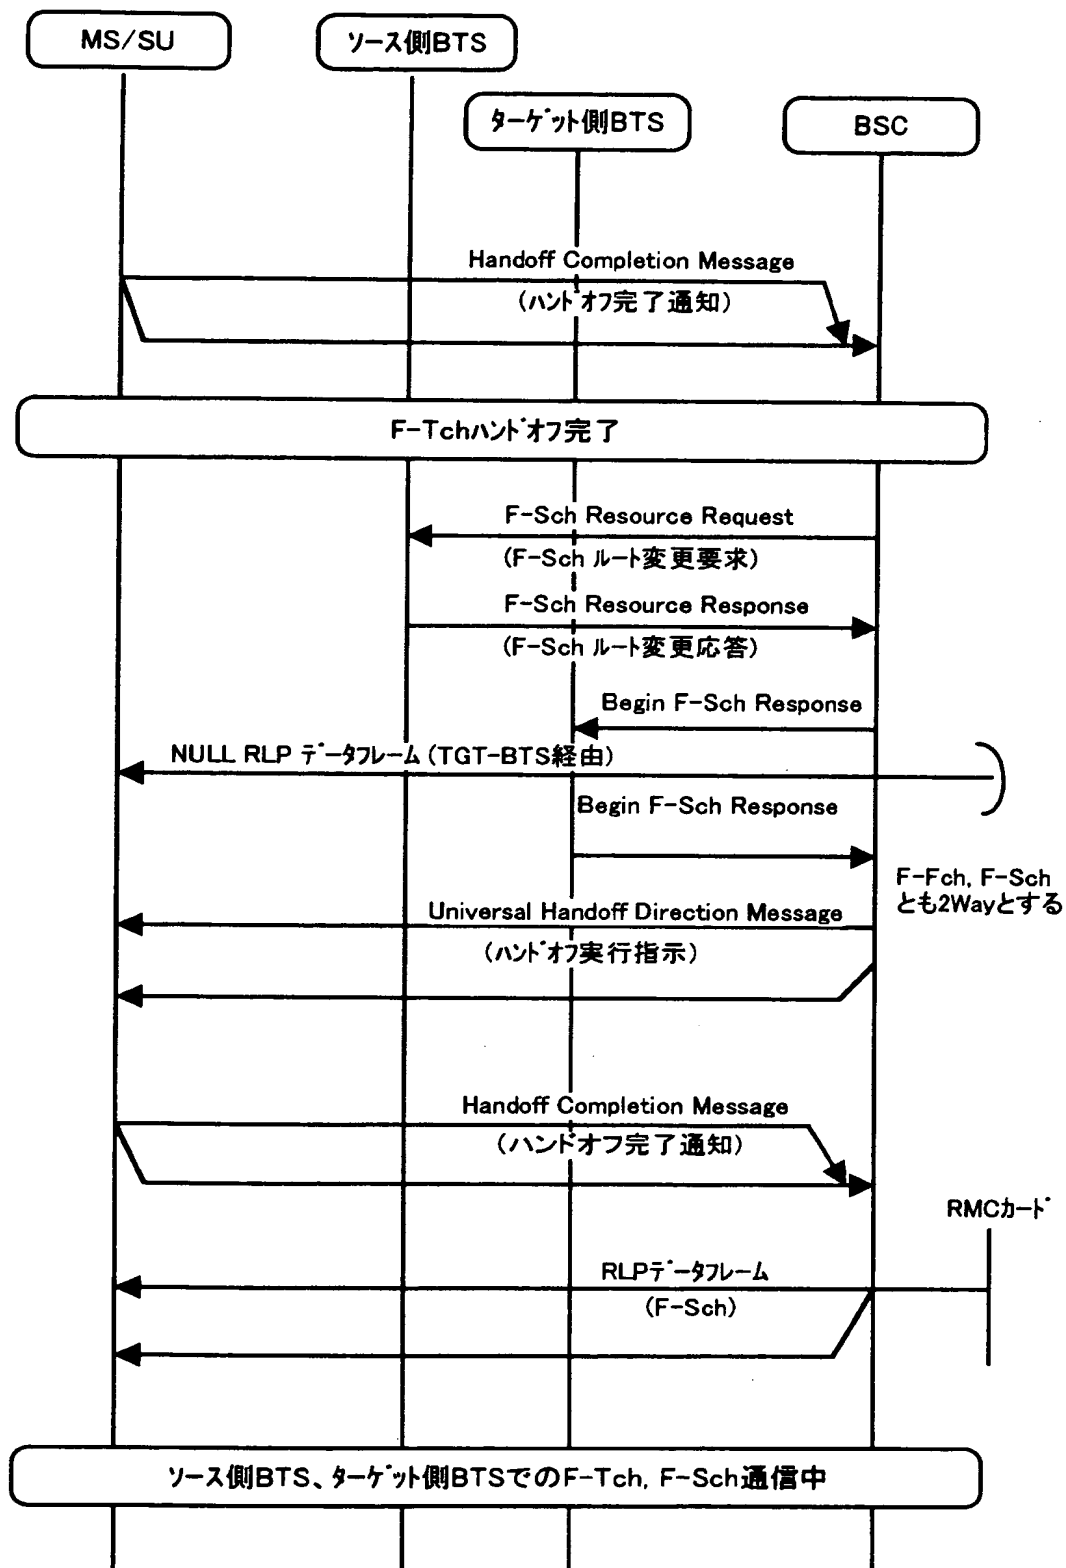 MS/SU
ソース側BTS
ターゲット側BTS
BSC
Handoff Completion Message
(ハンドオフ完了通知)
F-Tchハンドオフ完了
F-Sch Resource Request
(F-Sch ルート変更要求)
F-Sch Resource Response
(F-Sch ルート変更応答)
Begin F-Sch Response
NULL RLP データフレーム (TGT-BTS経由)
Begin F-Sch Response
F-Fch, F-Sch
とも2Wayとする
Universal Handoff Direction Message
(ハンドオフ実行指示)
Handoff Completion Message
(ハンドオフ完了通知)
RMCカード
RLPデータフレーム
(F-Sch)
ソース側BTS、ターゲット側BTSでのF-Tch, F-Sch通信中